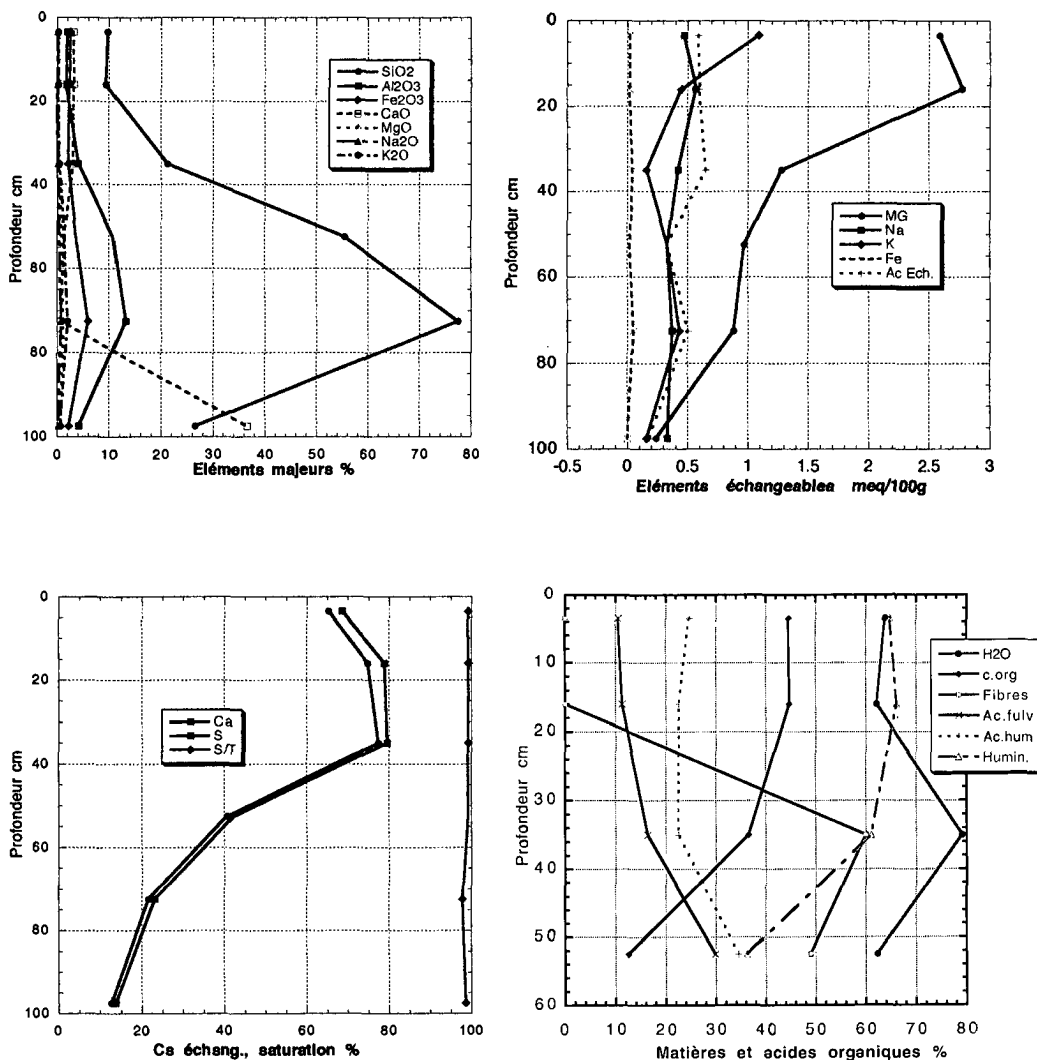 0
20
40
60
80
100
Profondeur cm
SiO2
Al2O3
Fe2O3
CaO
MgO
Na2O
K2O
0 20 40 60 80 100
Eléments majeurs %
0
20
40
60
80
100
Profondeur cm
MG
Na
K
Fe
Ac Ech.
-0.5 0 0.5 1 1.5 2 2.5 3
Eléments échangeablea meq/100g
0
20
40
60
80
100
Profondeur cm
Ca
S
S/T
0 20 40 60 80 100
Ca échang., saturation %
0
10
20
30
40
50
60
Profondeur cm
H2O
c.org
Fibres
Ac.fulv
Ac.hum
Humin.
0 10 20 30 40 50 60 70 80
Matières et acides organiques %